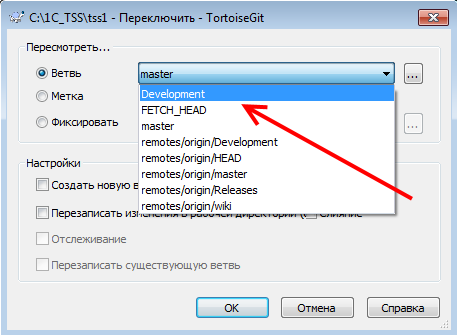 C:\1C_TSS\tss1 - Переключить - TortoiseGit
Пересмотреть...
Ветвь
master
...
Метка
Фиксировать
...
Development
FETCH_HEAD
master
remotes/origin/Development
remotes/origin/HEAD
remotes/origin/master
remotes/origin/Releases
remotes/origin/wiki
Настройки
Создать новую в
Перезаписать изменения в рабочей директории (
Слияние
Отслеживание
Перезаписать существующую ветвь
OK
Отмена
Справка